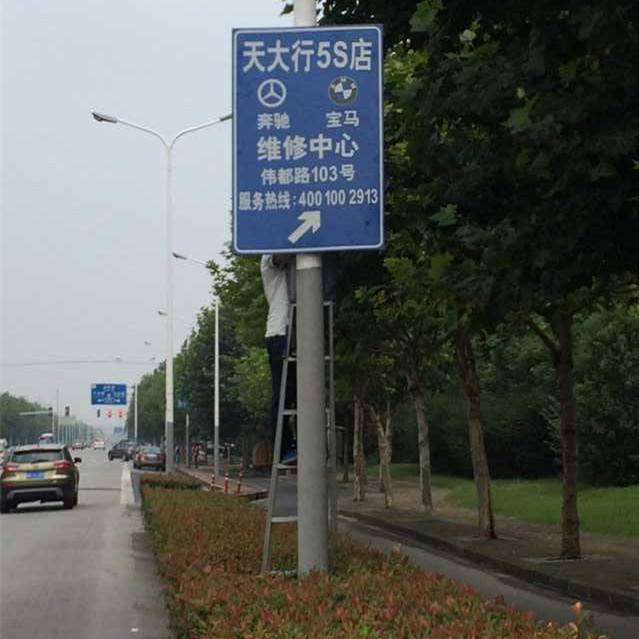 天大行5S店
奔驰 宝马
维修中心
伟都路103号
服务热线:400 100 2913